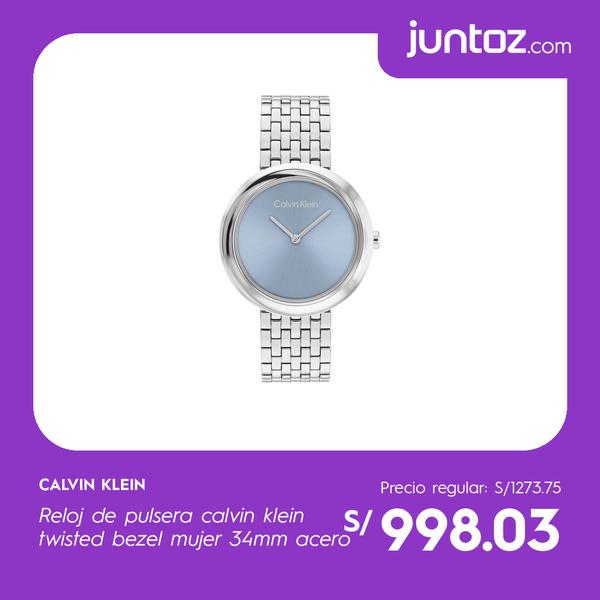 juntoz.com
Calvin Klein
CALVIN KLEIN
Reloj de pulsera calvin klein
twisted bezel mujer 34mm acero
Precio regular: S/1273.75
S/ 998.03